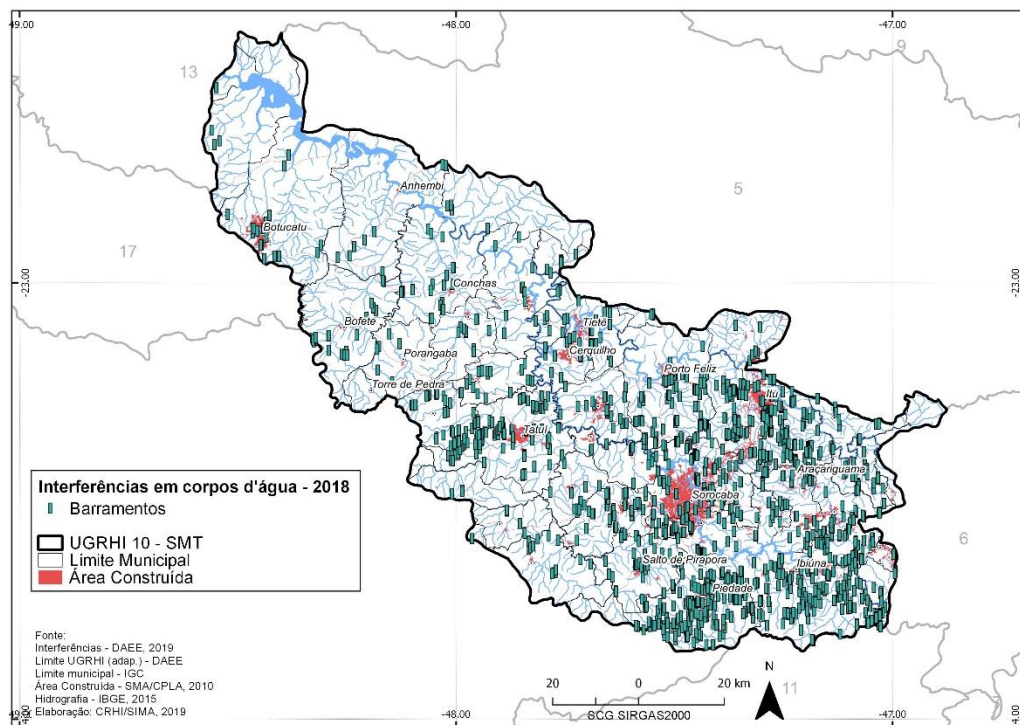 -49.00
-48.00
-47.00
9
13
5
Anhembi
Botucatu
17
-23.00
-23.00
Conchas
Tietê
Bofete
Cerquilho
Porangaba
Porto Feliz
Torre de Pedra
Itú
Tatuí
Araçariguama
Interferências em corpos d'água - 2018
Barramentos
Sorocaba
UGRHI 10 - SMT
Limite Municipal
Área Construída
6
Salto de Pirapora
Ibiúna
Piedade
Fonte:
Interferências - DAEE, 2019
Limite UGRHI (adap.) - DAEE
Limite municipal - IGC
Área Construída - SMA/CPLA, 2010
Hidrografia - IBGE, 2015
Elaboração: CRHI/SIMA, 2019
N
20 0 20 km
11
SCG SIRGAS2000
-48.00